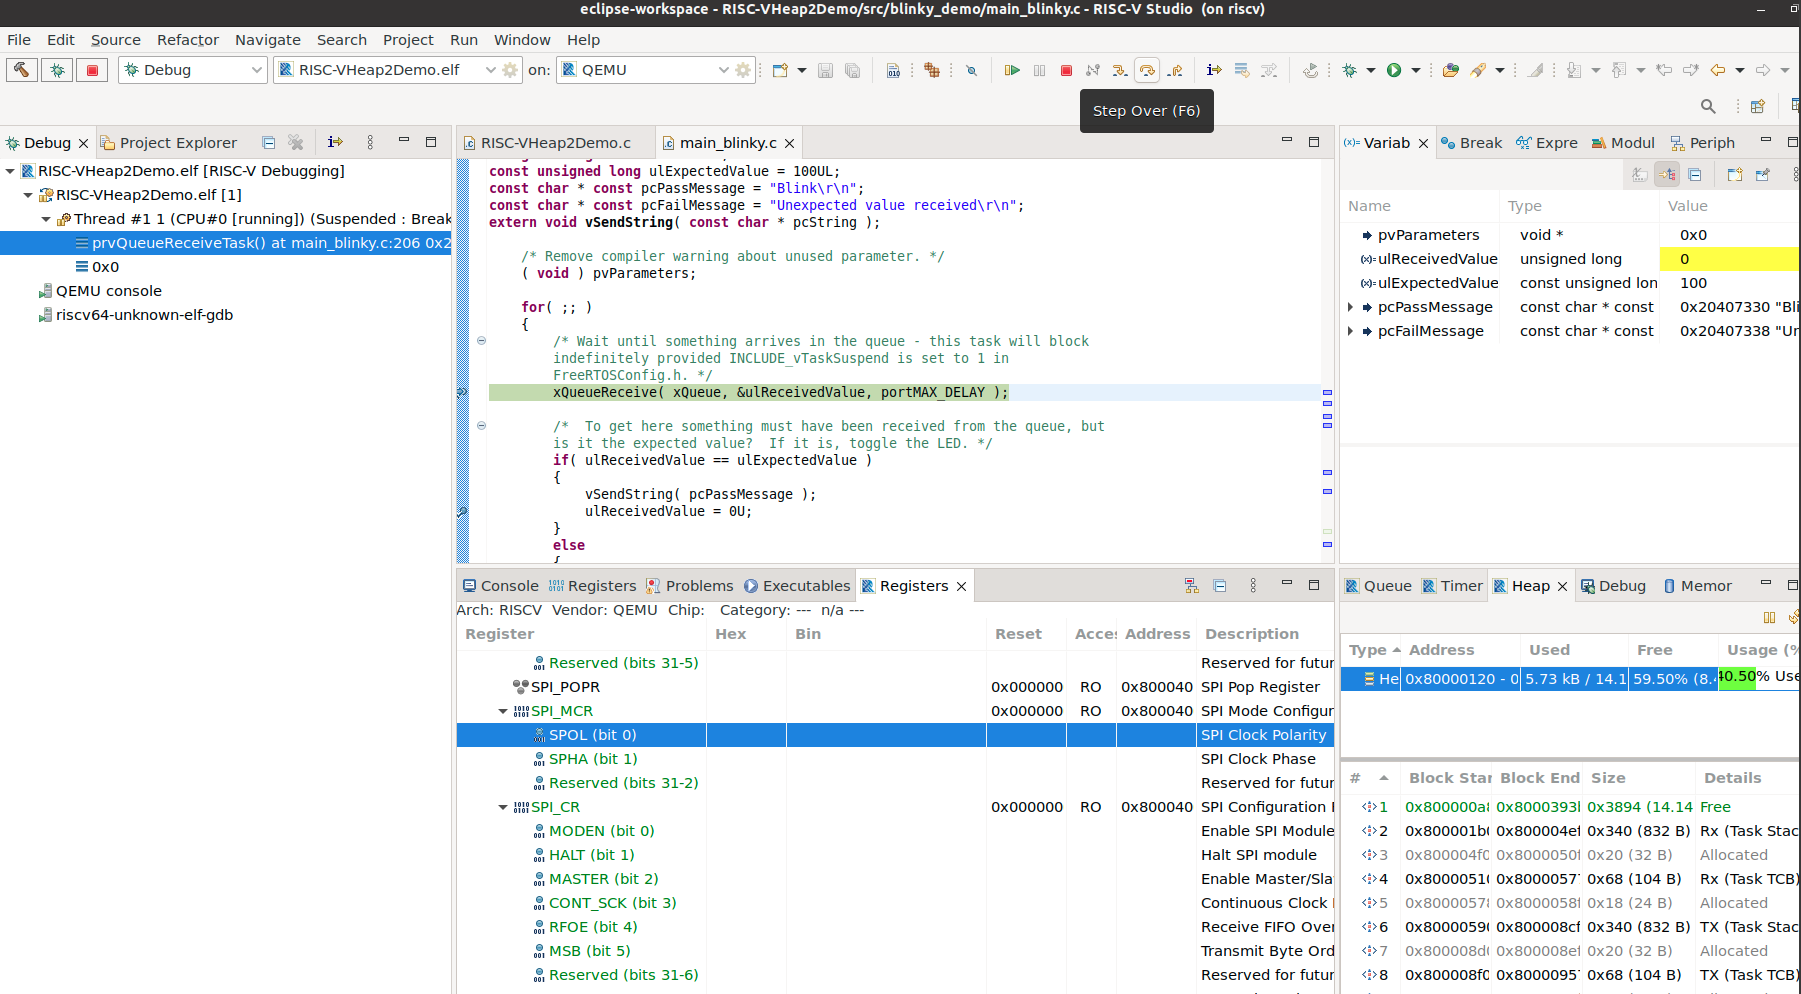 eclipse-workspace - RISC-VHeap2Demo/src/blinky_demo/main_blinky.c - RISC-V Studio (on riscv)
File Edit Source Refactor Navigate Search Project Run Window Help
Debug RISC-VHeap2Demo.elf on: QEMU
Step Over (F6)
Debug Project Explorer
RISC-VHeap2Demo.elf [RISC-V Debugging]
RISC-VHeap2Demo.elf [1]
Thread #1 1 (CPU#0 [running]) (Suspended : Break
prvQueueReceiveTask() at main_blinky.c:206 0x2
0x0
QEMU console
riscv64-unknown-elf-gdb
RISC-VHeap2Demo.c main_blinky.c
const unsigned long ulExpectedValue = 100UL;
const char * const pcPassMessage = "Blink\r\n";
const char * const pcFailMessage = "Unexpected value received\r\n";
extern void vSendString( const char * pcString );
/* Remove compiler warning about unused parameter. */
( void ) pvParameters;
for( ;; )
{
/* Wait until something arrives in the queue - this task will block
indefinitely provided INCLUDE_vTaskSuspend is set to 1 in
FreeRTOSConfig.h. */
xQueueReceive( xQueue, &ulReceivedValue, portMAX_DELAY );
/*  To get here something must have been received from the queue, but
is it the expected value?  If it is, toggle the LED. */
if( ulReceivedValue == ulExpectedValue )
{
vSendString( pcPassMessage );
ulReceivedValue = 0U;
}
else
{
(x)= Variab Break Expre Modul Periph
Name Type Value
pvParameters void * 0x0
(x)= ulReceivedValue unsigned long 0
(x)= ulExpectedValue const unsigned lon 100
pcPassMessage const char * const 0x20407330 "Bli
pcFailMessage const char * const 0x20407338 "Un
Console Registers Problems Executables Registers
Arch: RISCV Vendor: QEMU Chip: Category: --- n/a ---
Register Hex Bin Reset Acce Address Description
Reserved (bits 31-5) Reserved for futur
SPI_POPR 0x000000 RO 0x800040 SPI Pop Register
SPI_MCR 0x000000 RO 0x800040 SPI Mode Configur
SPOL (bit 0) SPI Clock Polarity
SPHA (bit 1) SPI Clock Phase
Reserved (bits 31-2) Reserved for futur
SPI_CR 0x000000 RO 0x800040 SPI Configuration
MODEN (bit 0) Enable SPI Module
HALT (bit 1) Halt SPI module
MASTER (bit 2) Enable Master/Sla
CONT_SCK (bit 3) Continuous Clock
RFOE (bit 4) Receive FIFO Over
MSB (bit 5) Transmit Byte Ord
Reserved (bits 31-6) Reserved for futur
Queue Timer Heap Debug Memor
Type Address Used Free Usage (%
He 0x80000120 - 0 5.73 kB / 14.1 59.50% (8.4 40.50% Use
# Block Star Block End Size Details
1 0x800000a8 0x8000393 0x3894 (14.14 Free
2 0x800001b0 0x800004ef 0x340 (832 B) Rx (Task Stac
3 0x800004f0 0x8000050f 0x20 (32 B) Allocated
4 0x80000510 0x80000577 0x68 (104 B) Rx (Task TCB)
5 0x80000578 0x8000058f 0x18 (24 B) Allocated
6 0x80000590 0x800008cf 0x340 (832 B) TX (Task Stac
7 0x800008d0 0x800008ef 0x20 (32 B) Allocated
8 0x800008f0 0x80000957 0x68 (104 B) TX (Task TCB)